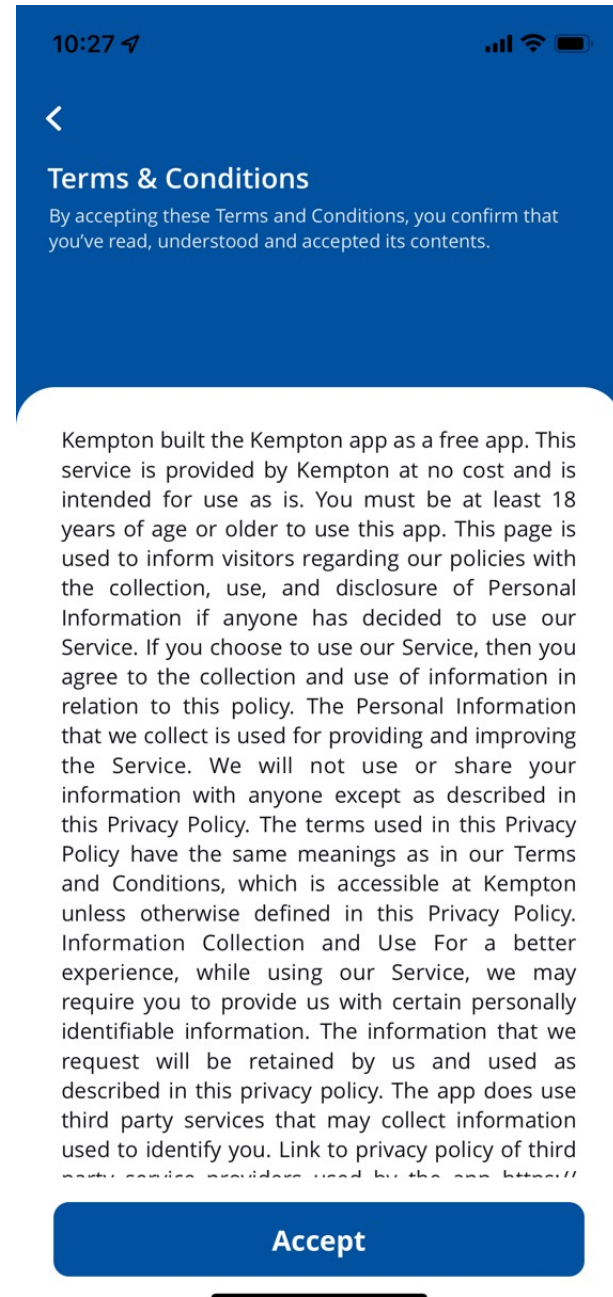 10:27
Terms & Conditions
By accepting these Terms and Conditions, you confirm that
you’ve read, understood and accepted its contents.
Kempton built the Kempton app as a free app. This
service is provided by Kempton at no cost and is
intended for use as is. You must be at least 18
years of age or older to use this app. This page is
used to inform visitors regarding our policies with
the collection, use, and disclosure of Personal
Information if anyone has decided to use our
Service. If you choose to use our Service, then you
agree to the collection and use of information in
relation to this policy. The Personal Information
that we collect is used for providing and improving
the Service. We will not use or share your
information with anyone except as described in
this Privacy Policy. The terms used in this Privacy
Policy have the same meanings as in our Terms
and Conditions, which is accessible at Kempton
unless otherwise defined in this Privacy Policy.
Information Collection and Use For a better
experience, while using our Service, we may
require you to provide us with certain personally
identifiable information. The information that we
request will be retained by us and used as
described in this privacy policy. The app does use
third party services that may collect information
used to identify you. Link to privacy policy of third
party service providers used by the app https://
Accept